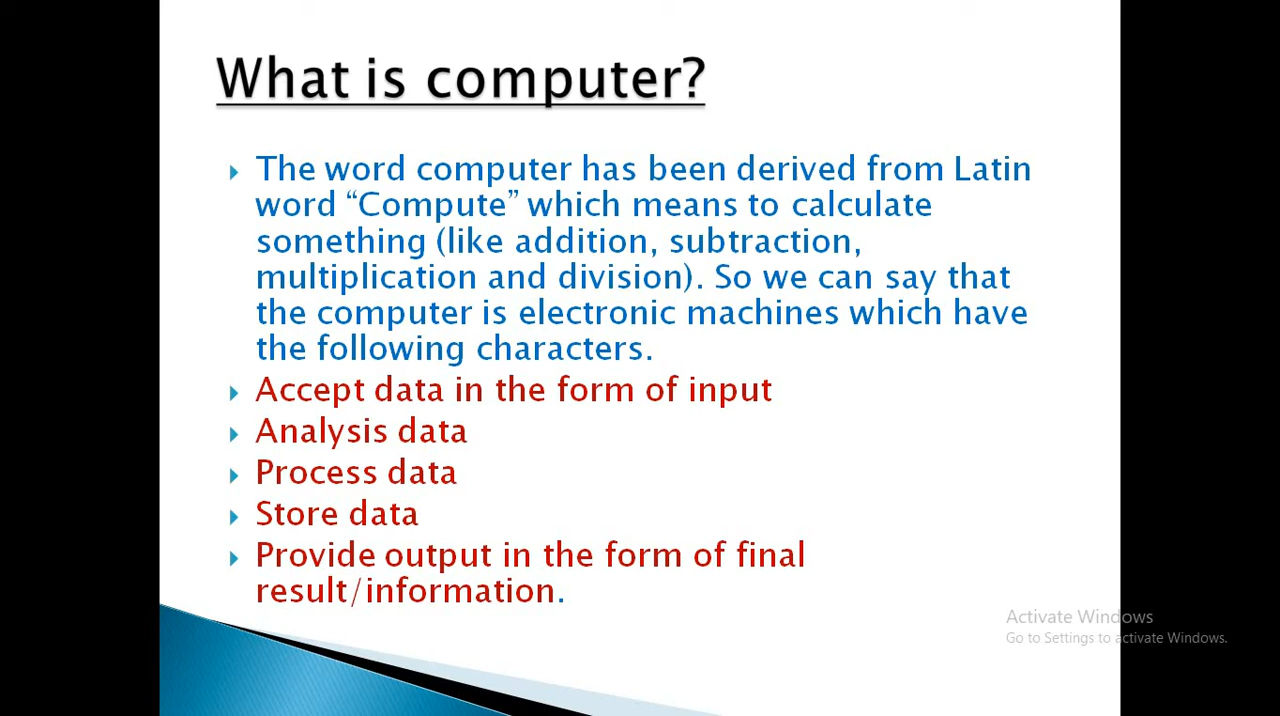 What is computer?
The word computer has been derived from Latin
word “Compute” which means to calculate
something (like addition, subtraction,
multiplication and division). So we can say that
the computer is electronic machines which have
the following characters.
Accept data in the form of input
Analysis data
Process data
Store data
Provide output in the form of final
result/information.
Activate Windows
Go to Settings to activate Windows.